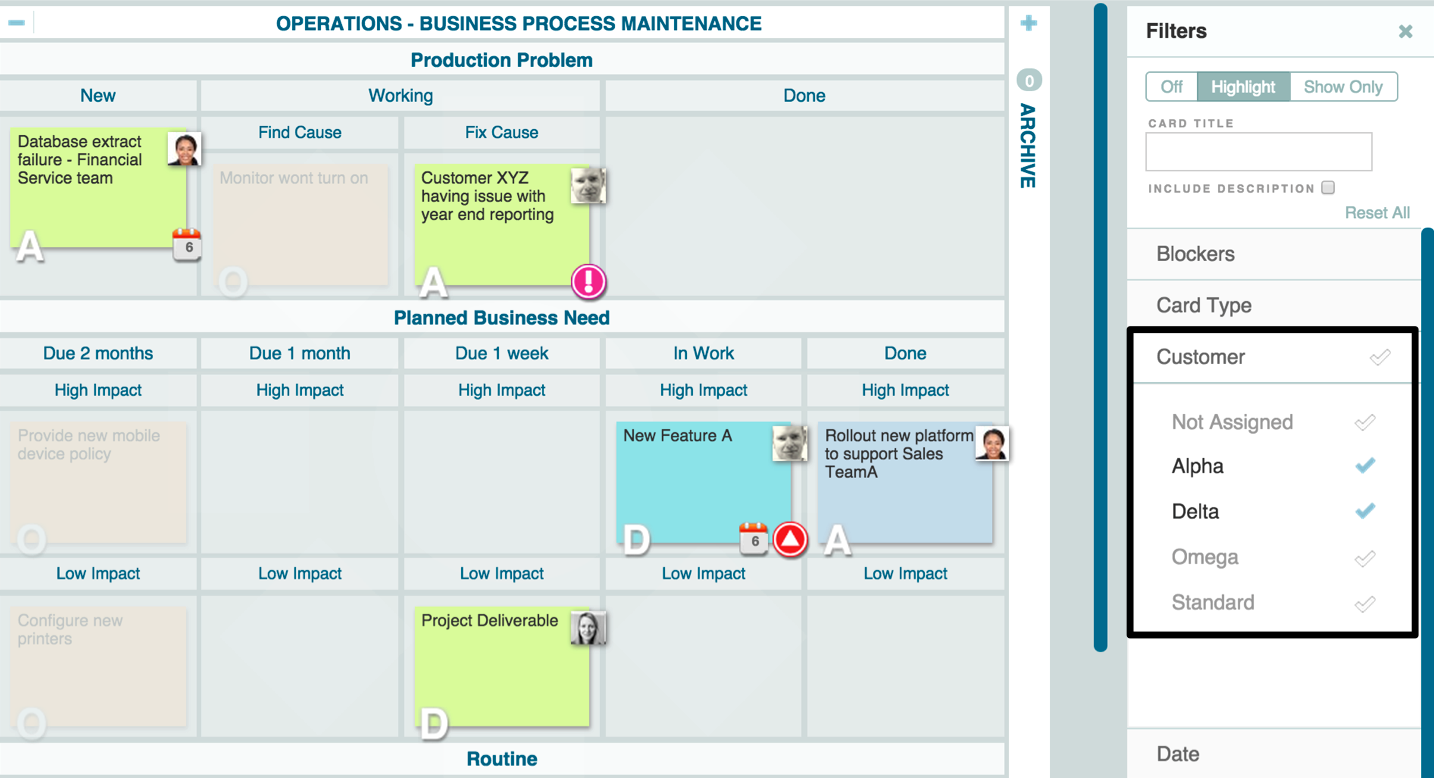 OPERATIONS - BUSINESS PROCESS MAINTENANCE
Production Problem
New
Working
Done
Find Cause
Fix Cause
Database extract
failure - Financial
Service team
A
6
Monitor wont turn on
O
Customer XYZ
having issue with
year end reporting
A
!
Planned Business Need
Due 2 months
Due 1 month
Due 1 week
In Work
Done
High Impact
High Impact
High Impact
High Impact
High Impact
Provide new mobile
device policy
O
New Feature A
D
6
Rollout new platform
to support Sales
TeamA
A
Low Impact
Low Impact
Low Impact
Low Impact
Low Impact
Configure new
printers
O
Project Deliverable
D
Routine
0
ARCHIVE
Filters
Off
Highlight
Show Only
CARD TITLE
INCLUDE DESCRIPTION
Reset All
Blockers
Card Type
Customer
Not Assigned
Alpha
Delta
Omega
Standard
Date